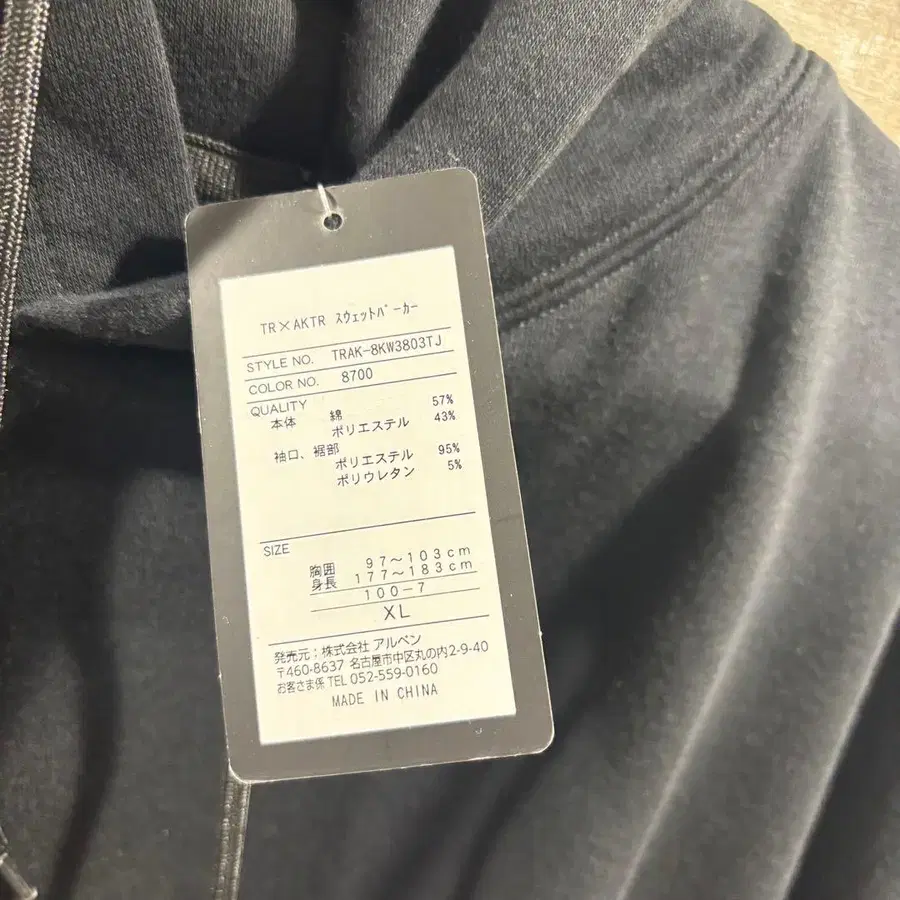 TR×AKTR スウェットパーカー
STYLE NO. TRAK-8KW3803TJ
COLOR NO. 8700
QUALITY
本体 綿 57%
ポリエステル 43%
袖口、裾部
ポリエステル 95%
ポリウレタン 5%
SIZE
胸囲 97～103cm
身長 177～183cm
100-7
XL
発売元：株式会社 アルペン
〒460-8637 名古屋市中区丸の内2-9-40
お客さま係 TEL 052-559-0160
MADE IN CHINA